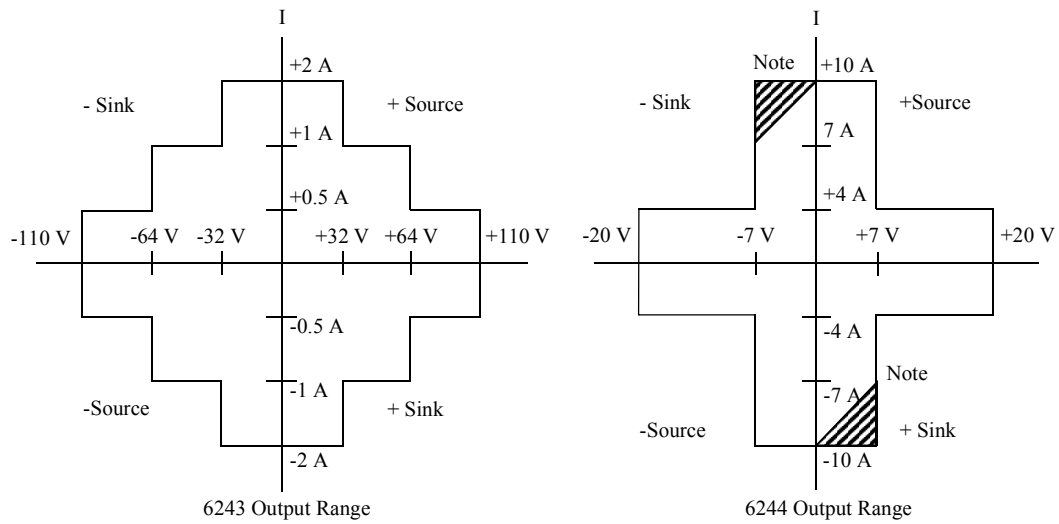 I
+2 A
- Sink
+ Source
+1 A
+0.5 A
-110 V
-64 V
-32 V
+32 V
+64 V
+110 V
-0.5 A
-1 A
-Source
+ Sink
-2 A
6243 Output Range
I
Note
+10 A
- Sink
+Source
7 A
+4 A
-20 V
-7 V
+7 V
+20 V
-4 A
Note
-7 A
-Source
+ Sink
-10 A
6244 Output Range